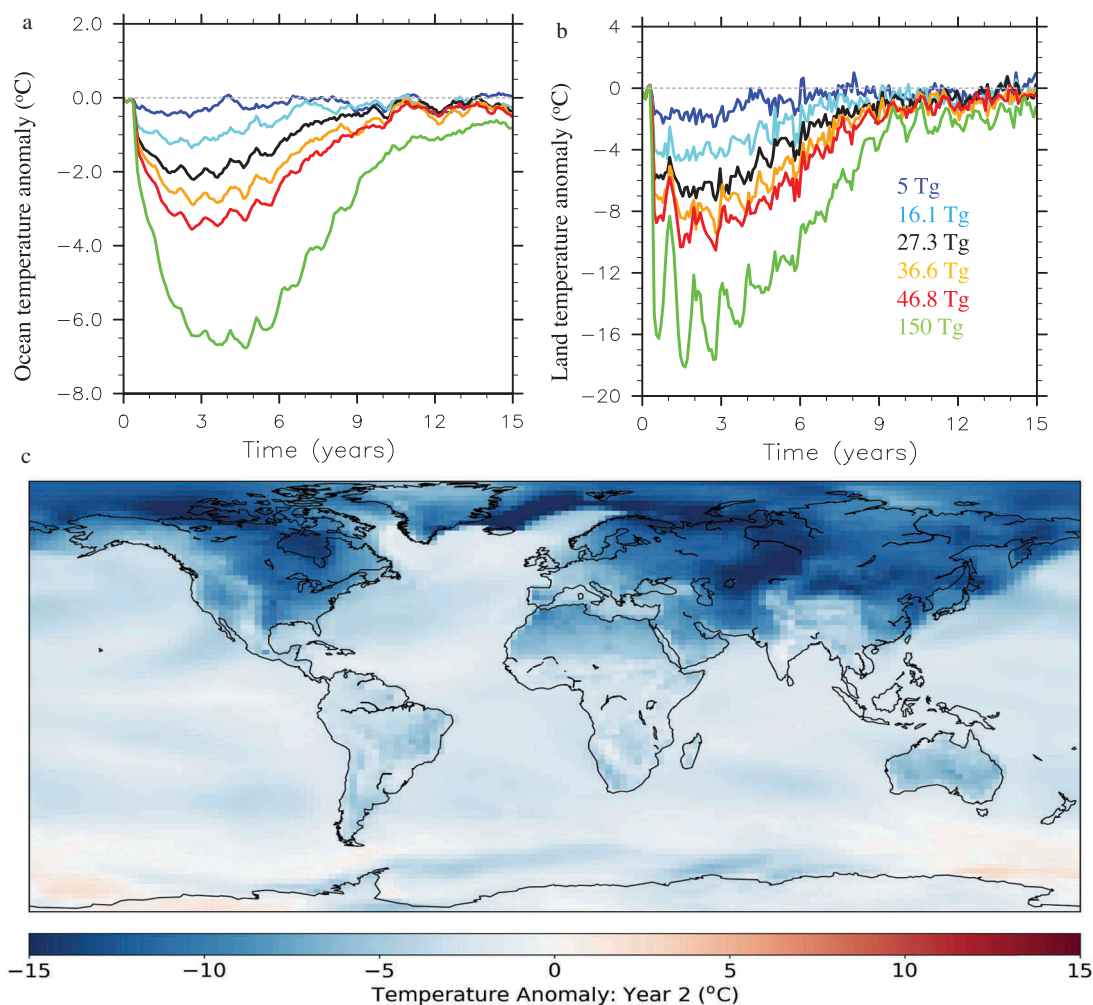 a
2.0
0.0
−2.0
−4.0
−6.0
−8.0
Ocean temperature anomaly (°C)
0 3 6 9 12 15
Time (years)
b
4
0
−4
−8
−12
−16
−20
Land temperature anomaly (°C)
5 Tg
16.1 Tg
27.3 Tg
36.6 Tg
46.8 Tg
150 Tg
0 3 6 9 12 15
Time (years)
c
−15 −10 −5 0 5 10 15
Temperature Anomaly: Year 2 (°C)